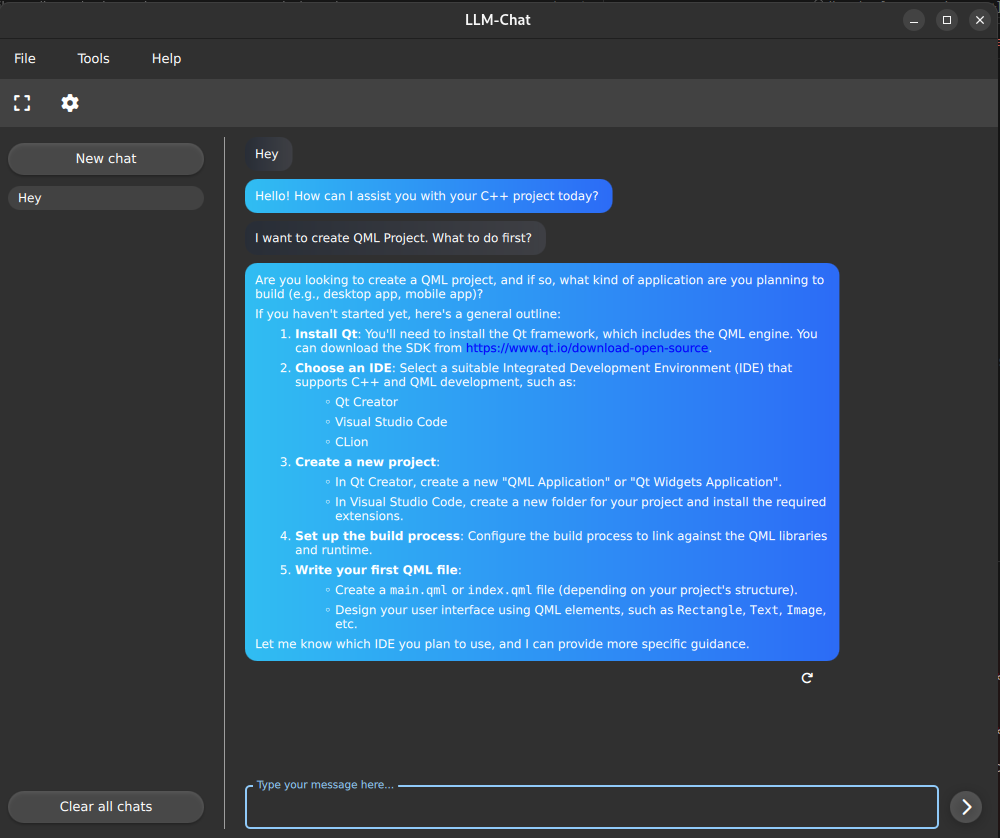 LLM-Chat
File Tools Help
New chat
Hey
Clear all chats
Hey
Hello! How can I assist you with your C++ project today?
I want to create QML Project. What to do first?
Are you looking to create a QML project, and if so, what kind of application are you planning to
build (e.g., desktop app, mobile app)?
If you haven't started yet, here's a general outline:
1. Install Qt: You'll need to install the Qt framework, which includes the QML engine. You
can download the SDK from https://www.qt.io/download-open-source.
2. Choose an IDE: Select a suitable Integrated Development Environment (IDE) that
supports C++ and QML development, such as:
◦ Qt Creator
◦ Visual Studio Code
◦ CLion
3. Create a new project:
◦ In Qt Creator, create a new "QML Application" or "Qt Widgets Application".
◦ In Visual Studio Code, create a new folder for your project and install the required
extensions.
4. Set up the build process: Configure the build process to link against the QML libraries
and runtime.
5. Write your first QML file:
◦ Create a main.qml or index.qml file (depending on your project's structure).
◦ Design your user interface using QML elements, such as Rectangle, Text, Image,
etc.
Let me know which IDE you plan to use, and I can provide more specific guidance.
Type your message here...